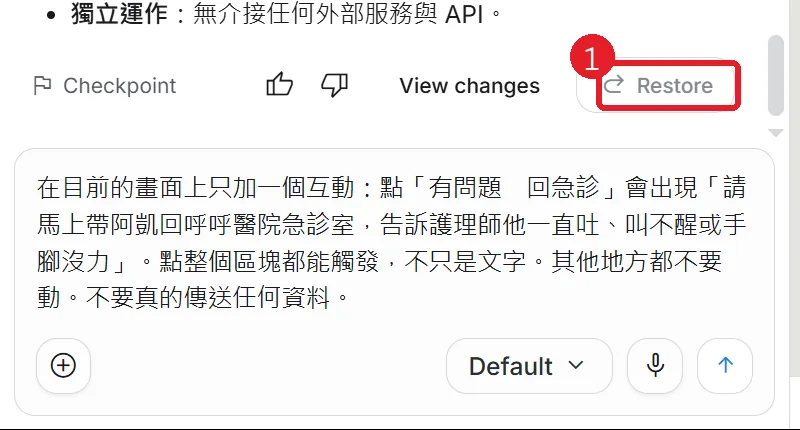 • 獨立運作：無介接任何外部服務與 API。
Checkpoint View changes 1 Restore
在目前的畫面上只加一個互動：點「有問題　回急診」會出現「請
馬上帶阿凱回呼呼醫院急診室，告訴護理師他一直吐、叫不醒或手
腳沒力」。點整個區塊都能觸發，不只是文字。其他地方都不要
動。不要真的傳送任何資料。
Default